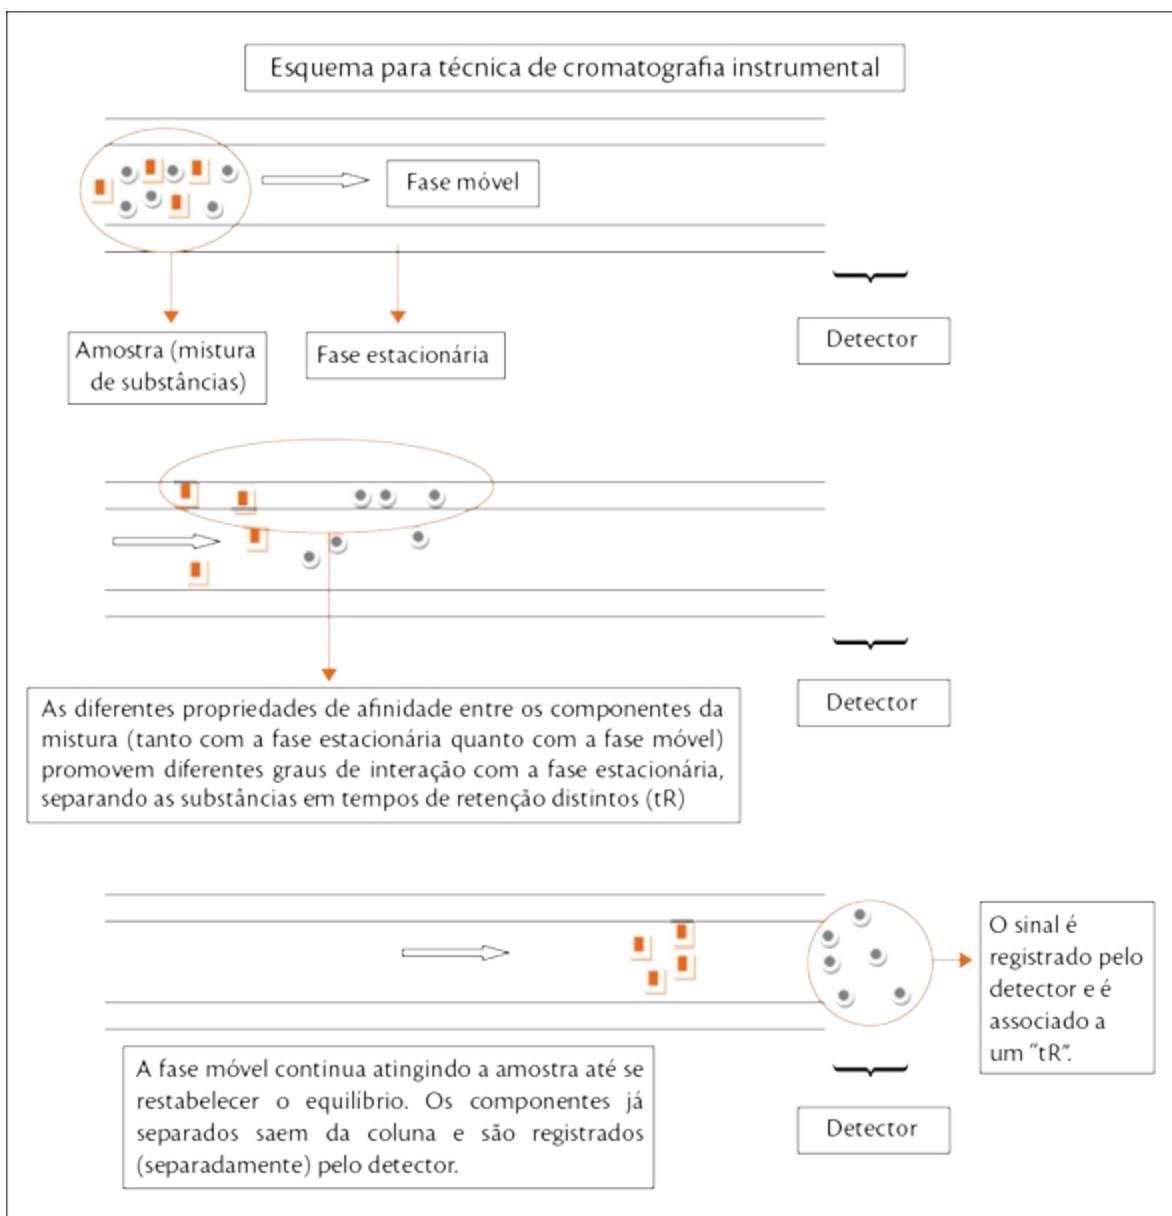 Esquema para técnica de cromatografia instrumental
Fase móvel
Amostra (mistura
de substâncias)
Fase estacionária
Detector
As diferentes propriedades de afinidade entre os componentes da
mistura (tanto com a fase estacionária quanto com a fase móvel)
promovem diferentes graus de interação com a fase estacionária,
separando as substâncias em tempos de retenção distintos (tR)
Detector
O sinal é
registrado pelo
detector e é
associado a
um “tR”.
A fase móvel continua atingindo a amostra até se
restabelecer o equilíbrio. Os componentes já
separados saem da coluna e são registrados
(separadamente) pelo detector.
Detector